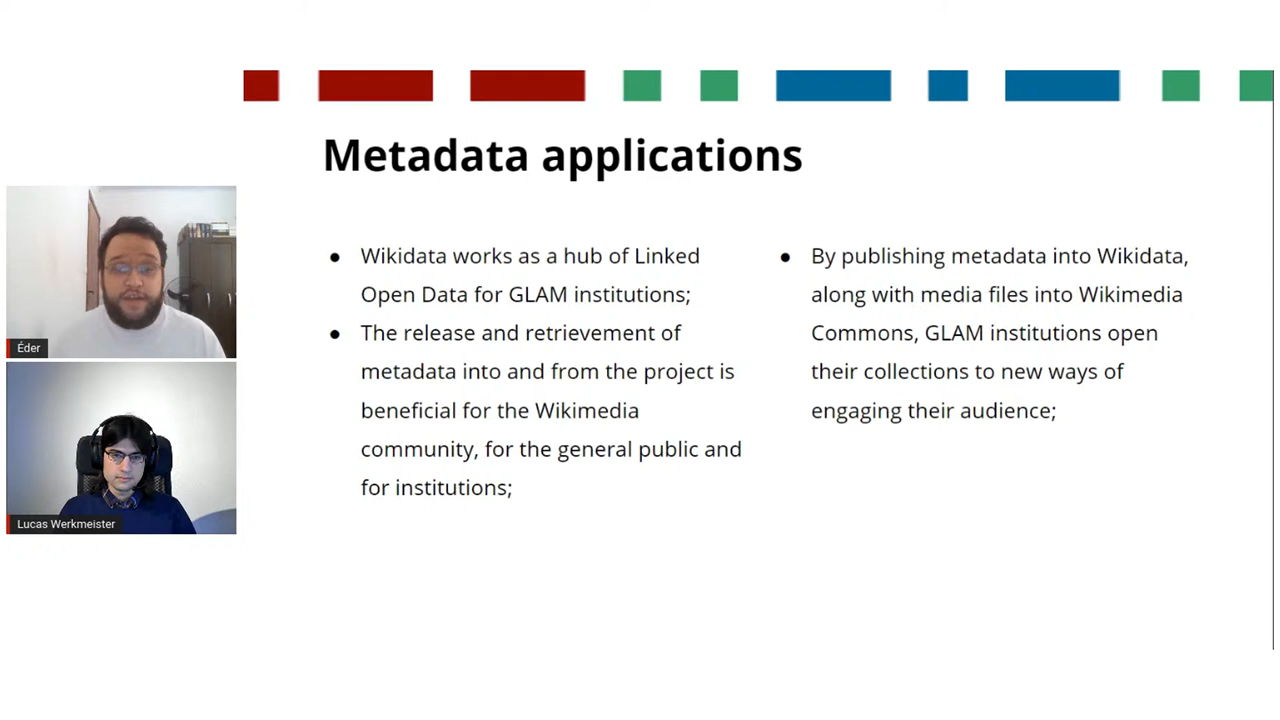 Metadata applications
● Wikidata works as a hub of Linked
Open Data for GLAM institutions;
● The release and retrievement of
metadata into and from the project is
beneficial for the Wikimedia
community, for the general public and
for institutions;
● By publishing metadata into Wikidata,
along with media files into Wikimedia
Commons, GLAM institutions open
their collections to new ways of
engaging their audience;
Éder
Lucas Werkmeister